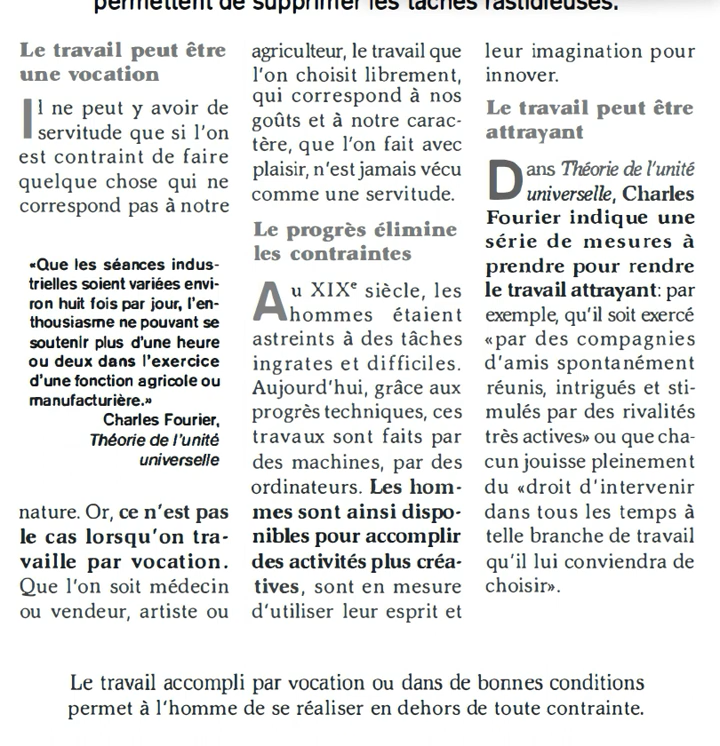 permettent de supprimer les tâches fastidieuses.
Le travail peut être
une vocation
Il ne peut y avoir de
servitude que si l'on
est contraint de faire
quelque chose qui ne
correspond pas à notre
«Que les séances indus-
trielles soient variées envi-
ron huit fois par jour, l'en-
thousiasme ne pouvant se
soutenir plus d'une heure
ou deux dans l'exercice
d'une fonction agricole ou
manufacturière.»
Charles Fourier,
Théorie de l'unité
universelle
nature. Or, ce n'est pas
le cas lorsqu'on tra-
vaille par vocation.
Que l'on soit médecin
ou vendeur, artiste ou
agriculteur, le travail que
l'on choisit librement,
qui correspond à nos
goûts et à notre carac-
tère, que l'on fait avec
plaisir, n'est jamais vécu
comme une servitude.
Le progrès élimine
les contraintes
Au XIXe siècle, les
hommes étaient
astreints à des tâches
ingrates et difficiles.
Aujourd'hui, grâce aux
progrès techniques, ces
travaux sont faits par
des machines, par des
ordinateurs. Les hom-
mes sont ainsi dispo-
nibles pour accomplir
des activités plus créa-
tives, sont en mesure
d'utiliser leur esprit et
leur imagination pour
innover.
Le travail peut être
attrayant
Dans Théorie de l'unité
universelle, Charles
Fourier indique une
série de mesures à
prendre pour rendre
le travail attrayant: par
exemple, qu'il soit exercé
«par des compagnies
d'amis spontanément
réunis, intrigués et sti-
mulés par des rivalités
très actives» ou que cha-
cun jouisse pleinement
du «droit d'intervenir
dans tous les temps à
telle branche de travail
qu'il lui conviendra de
choisir».
Le travail accompli par vocation ou dans de bonnes conditions
permet à l'homme de se réaliser en dehors de toute contrainte.